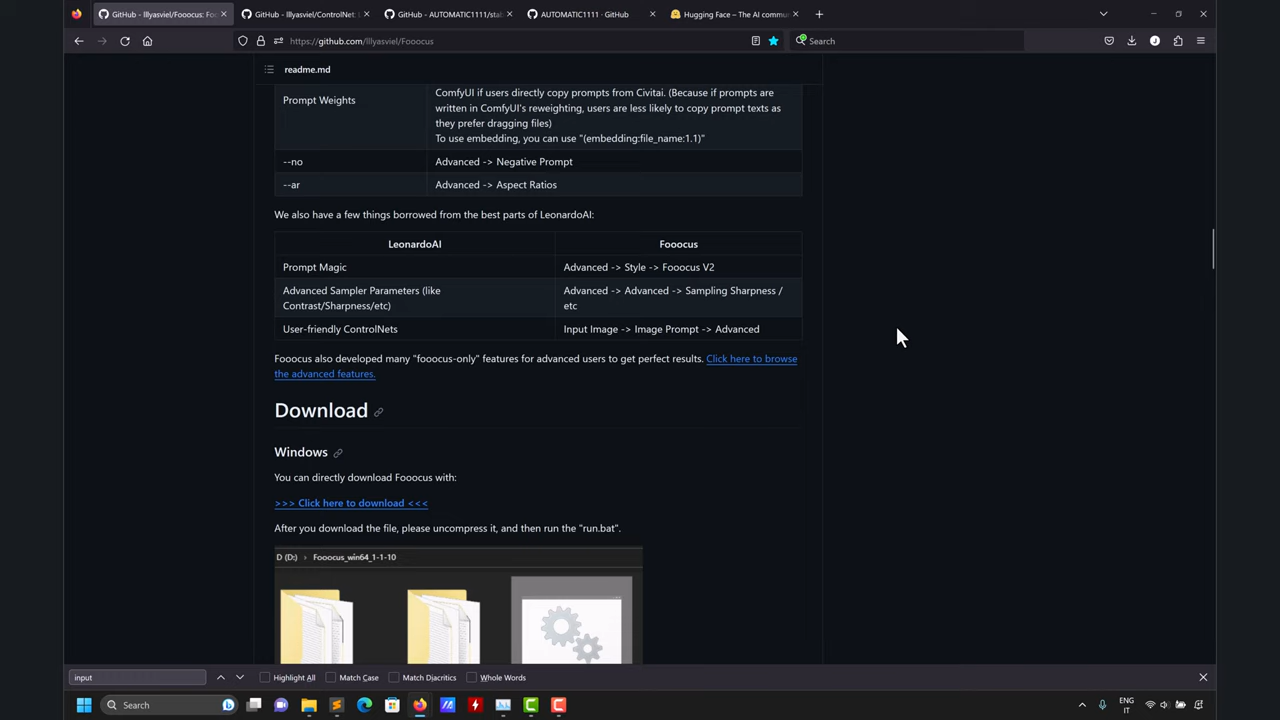 GitHub - lllyasviel/Fooocus: Fo
GitHub - lllyasviel/ControlNet: L
GitHub - AUTOMATIC1111/stab
AUTOMATIC1111 · GitHub
Hugging Face – The AI commu
https://github.com/lllyasviel/Fooocus
Search
J
readme.md
Prompt Weights
ComfyUI if users directly copy prompts from Civitai. (Because if prompts are
written in ComfyUI's reweighting, users are less likely to copy prompt texts as
they prefer dragging files)
To use embedding, you can use "(embedding:file_name:1.1)"
--no
Advanced -> Negative Prompt
--ar
Advanced -> Aspect Ratios
We also have a few things borrowed from the best parts of LeonardoAI:
LeonardoAI
Fooocus
Prompt Magic
Advanced -> Style -> Fooocus V2
Advanced Sampler Parameters (like
Contrast/Sharpness/etc)
Advanced -> Advanced -> Sampling Sharpness /
etc
User-friendly ControlNets
Input Image -> Image Prompt -> Advanced
Fooocus also developed many "fooocus-only" features for advanced users to get perfect results. Click here to browse
the advanced features.
Download
Windows
You can directly download Fooocus with:
>>> Click here to download <<<
After you download the file, please uncompress it, and then run the "run.bat".
D (D:) › Fooocus_win64_1-1-10
input
Highlight All
Match Case
Match Diacritics
Whole Words
Search
ENG
IT